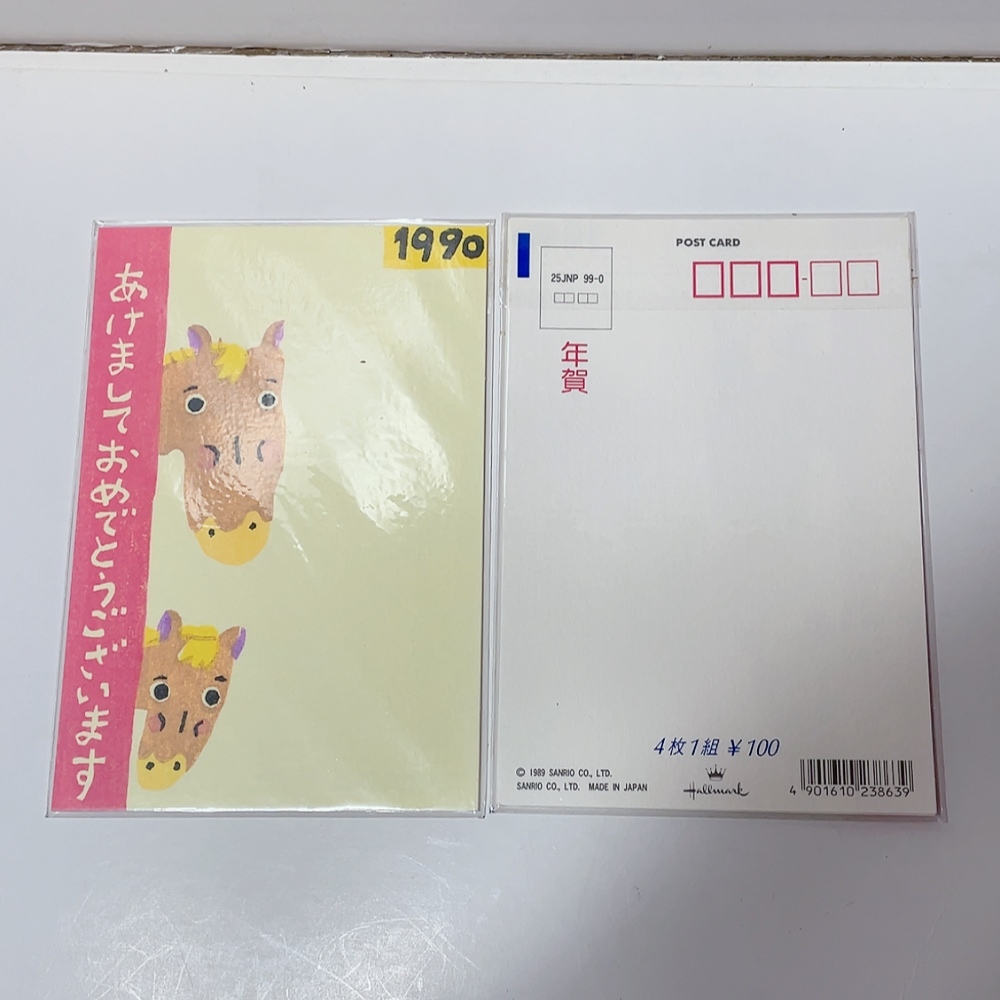 あけましておめでとうございます
1990
POST CARD
25JNP 99-0
年賀
4枚1組 ¥100
© 1989 SANRIO CO., LTD.
SANRIO CO., LTD. MADE IN JAPAN
Hallmark
4 901610 238639